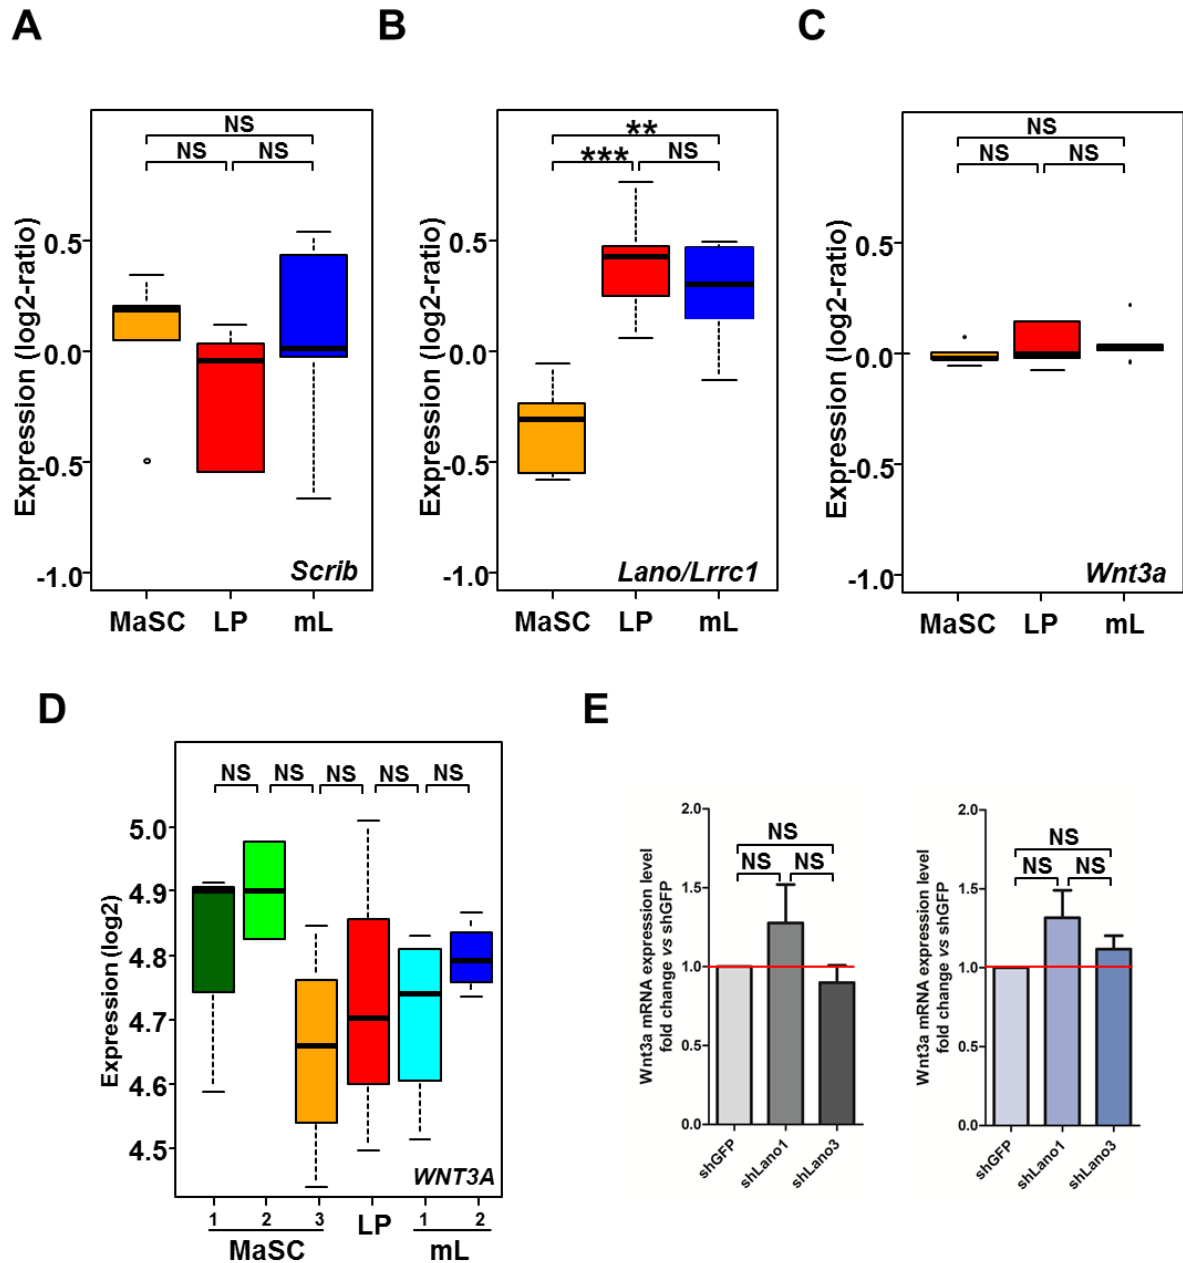 A
B
C
NS
NS
NS
Expression (log2-ratio)
0.5
0.0
-0.5
-1.0
Scrib
MaSC LP mL
**
***
NS
Expression (log2-ratio)
0.5
0.0
-0.5
-1.0
Lano/Lrrc1
MaSC LP mL
NS
NS
NS
Expression (log2-ratio)
0.5
0.0
-0.5
-1.0
Wnt3a
MaSC LP mL
D
E
NS NS NS NS NS
Expression (log2)
5.0
4.9
4.8
4.7
4.6
4.5
WNT3A
1 2 3 LP 1 2
MaSC mL
Wnt3a mRNA expression level
fold change vs shGFP
2.0
1.5
1.0
0.5
0.0
NS
NS NS
shGFP
shLano1
shLano3
Wnt3a mRNA expression level
fold change vs shGFP
2.0
1.5
1.0
0.5
0.0
NS
NS NS
shGFP
shLano1
shLano3